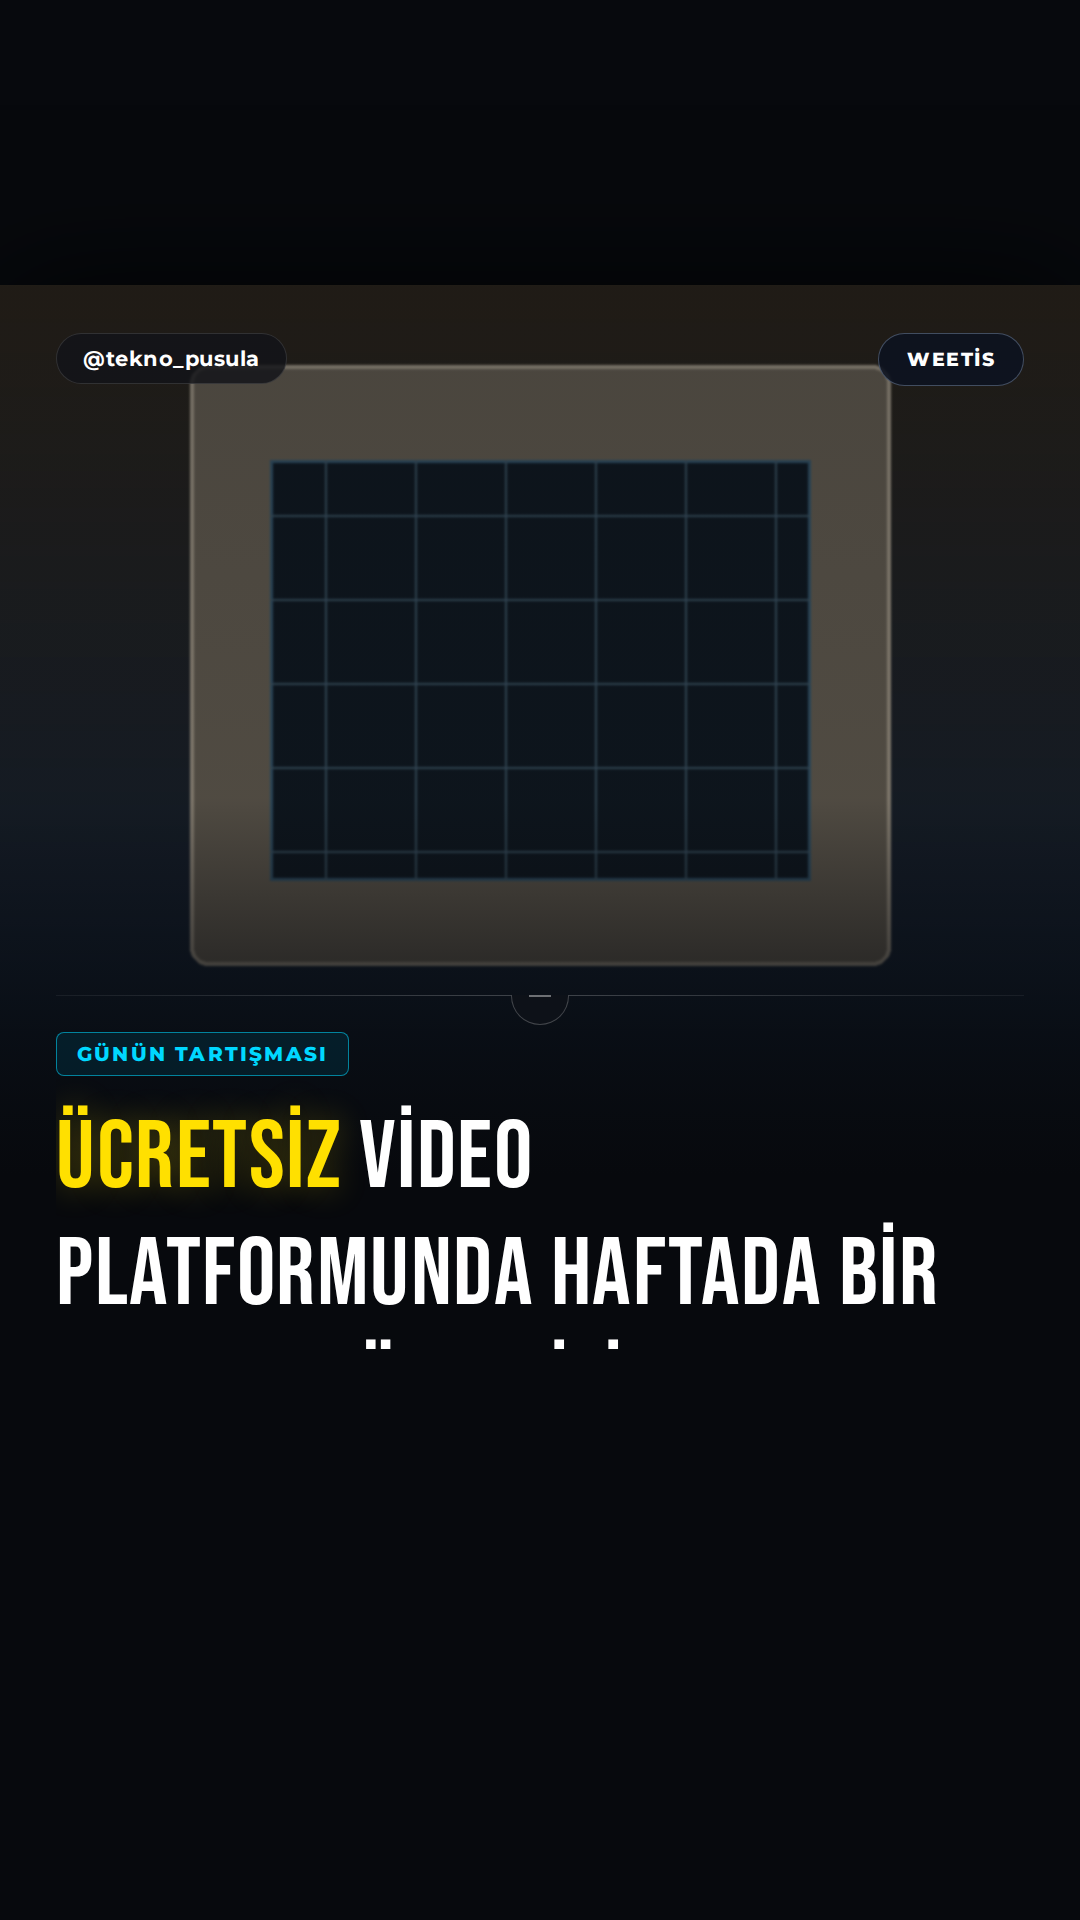 @tekno_pusula
WEETİS
GÜNÜN TARTIŞMASI
ÜCRETSİZ VİDEO
PLATFORMUNDA HAFTADA BİR